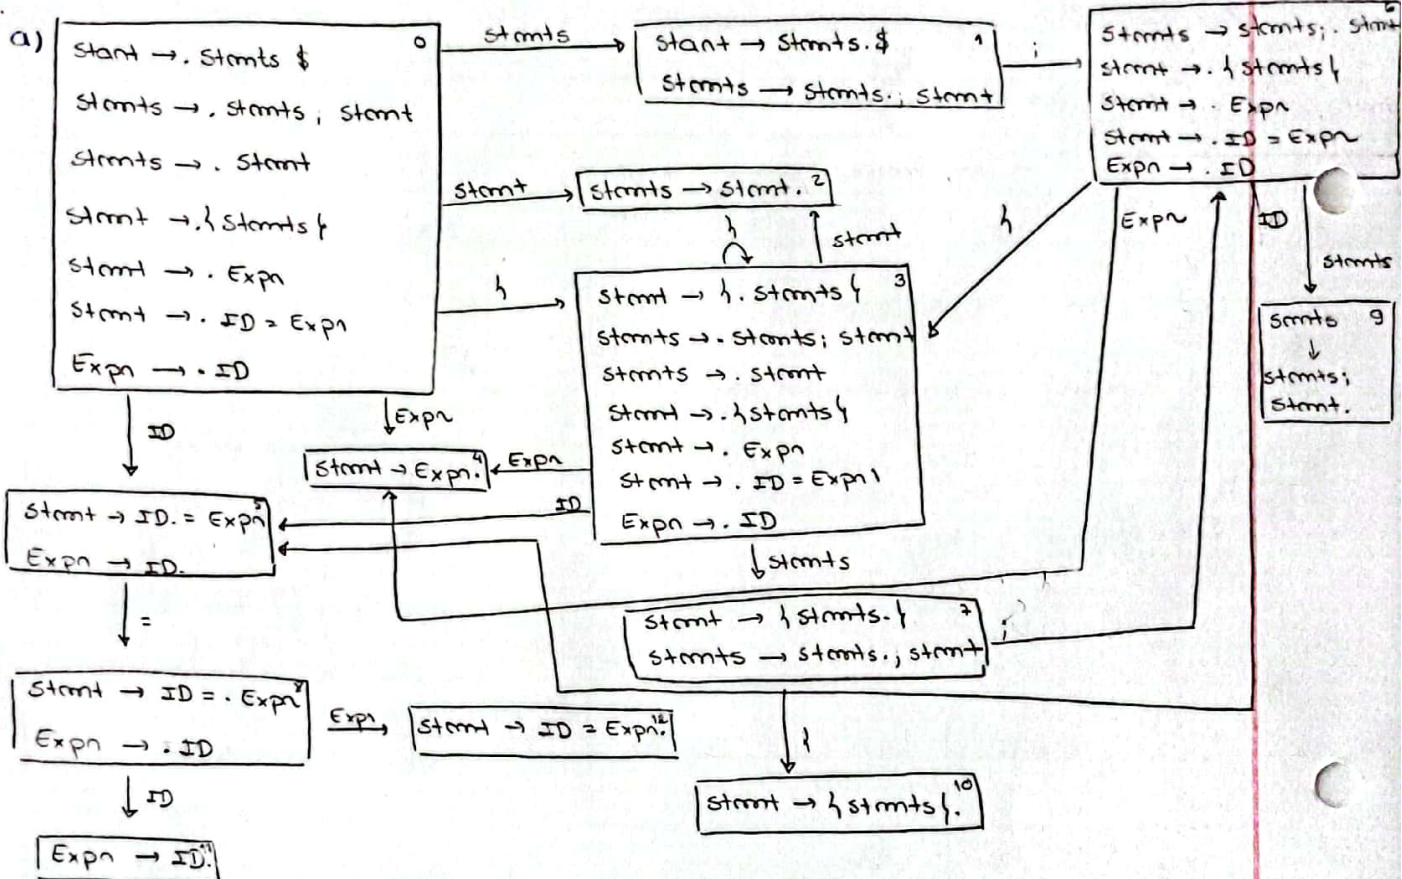 a)
0
Start → . Stmts $
Stmts → . Stmts ; Stmt
Stmts → . Stmt
Stmt → .{ Stmts }
Stmt → . Expr
Stmt → . ID = Expr
Expr → . ID
Stmts
1
Start → Stmts . $
Stmts → Stmts . ; Stmt
;
6
Stmts → Stmts ; . Stmt
Stmt → . { Stmts }
Stmt → . Expr
Stmt → . ID = Expr
Expr → . ID
Stmt
Stmts → Stmt . 2
{
Stmt
{
Expr
ID
Stmts
{
3
Stmt → { . Stmts }
Stmts → . Stmts ; Stmt
Stmts → . Stmt
Stmt → . { Stmts }
Stmt → . Expr
Stmt → . ID = Expr
Expr → . ID
Smts 9
↓
Stmts ;
Stmt .
ID
Expr
Stmt → Expr . 4
Expr
ID
Stmt → ID . = Expr 5
Expr → ID .
Stmts
=
Stmt → { Stmts . } 7
Stmts → Stmts . ; Stmt
;
Stmt → ID = . Expr 8
Expr → . ID
Expr
Stmt → ID = Expr . 12
}
ID
Stmt → { Stmts } . 10
Expr → ID . 11